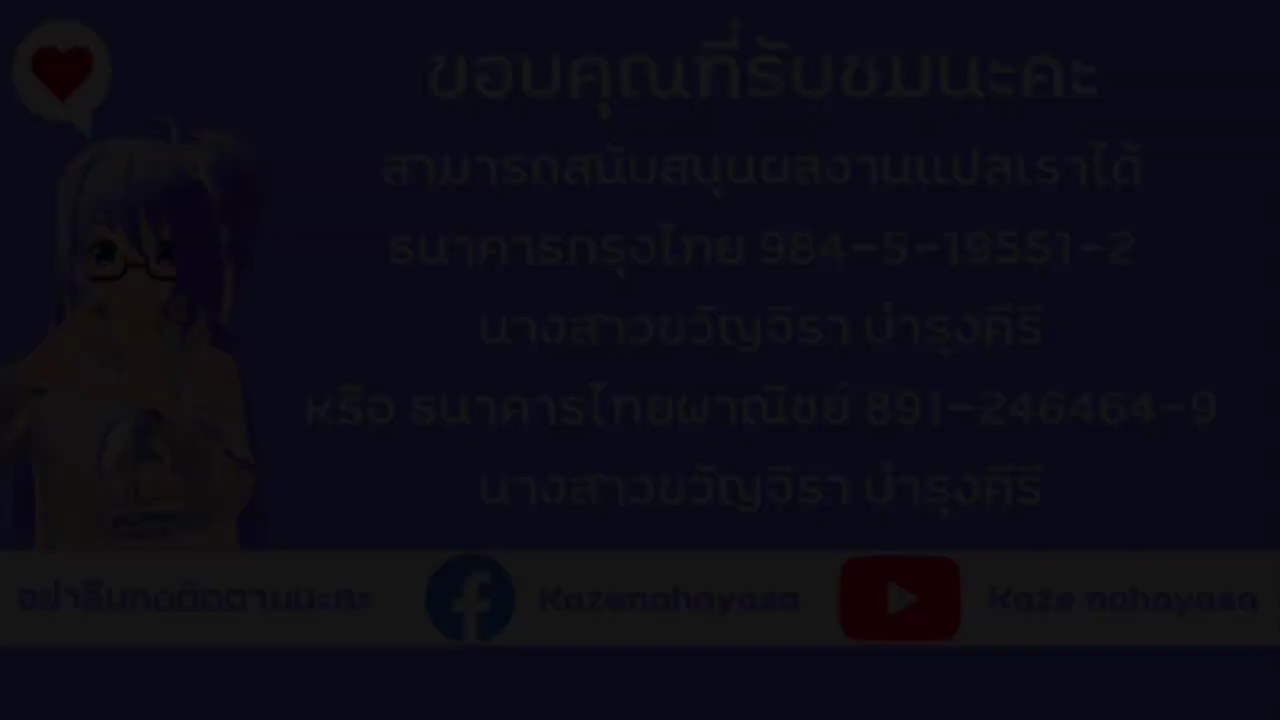 ขอบคุณที่รับชมนะคะ
สามารถสนับสนุนผลงานแปลเราได้
ธนาคารกรุงไทย 984-5-19551-2
นางสาวขวัญจิรา บำรุงคีรี
หรือ ธนาคารไทยพาณิชย์ 891-246464-9
นางสาวขวัญจิรา บำรุงคีรี
อย่าลืมกดติดตามนะคะ Kazenohayasa Kaze nohayasa